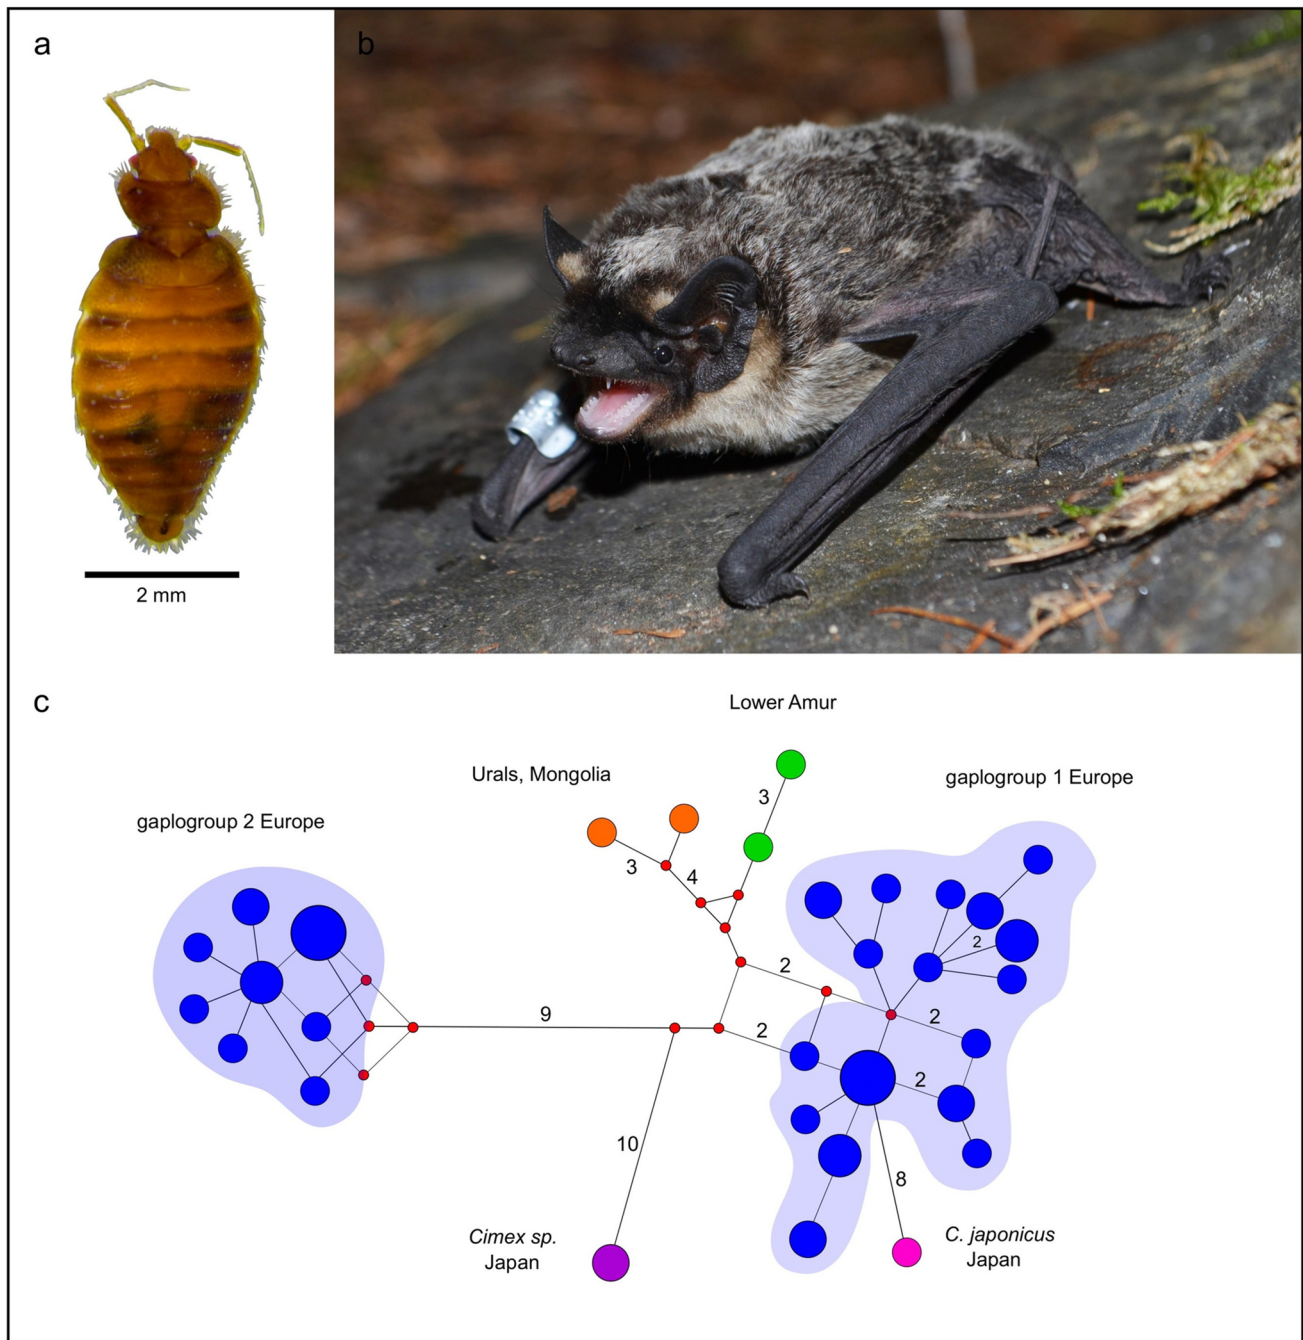 a
b
2 mm
c
Lower Amur
Urals, Mongolia
gaplogroup 1 Europe
gaplogroup 2 Europe
3
3
4
2
2
9
2
2
2
10
8
Cimex sp.
Japan
C. japonicus
Japan